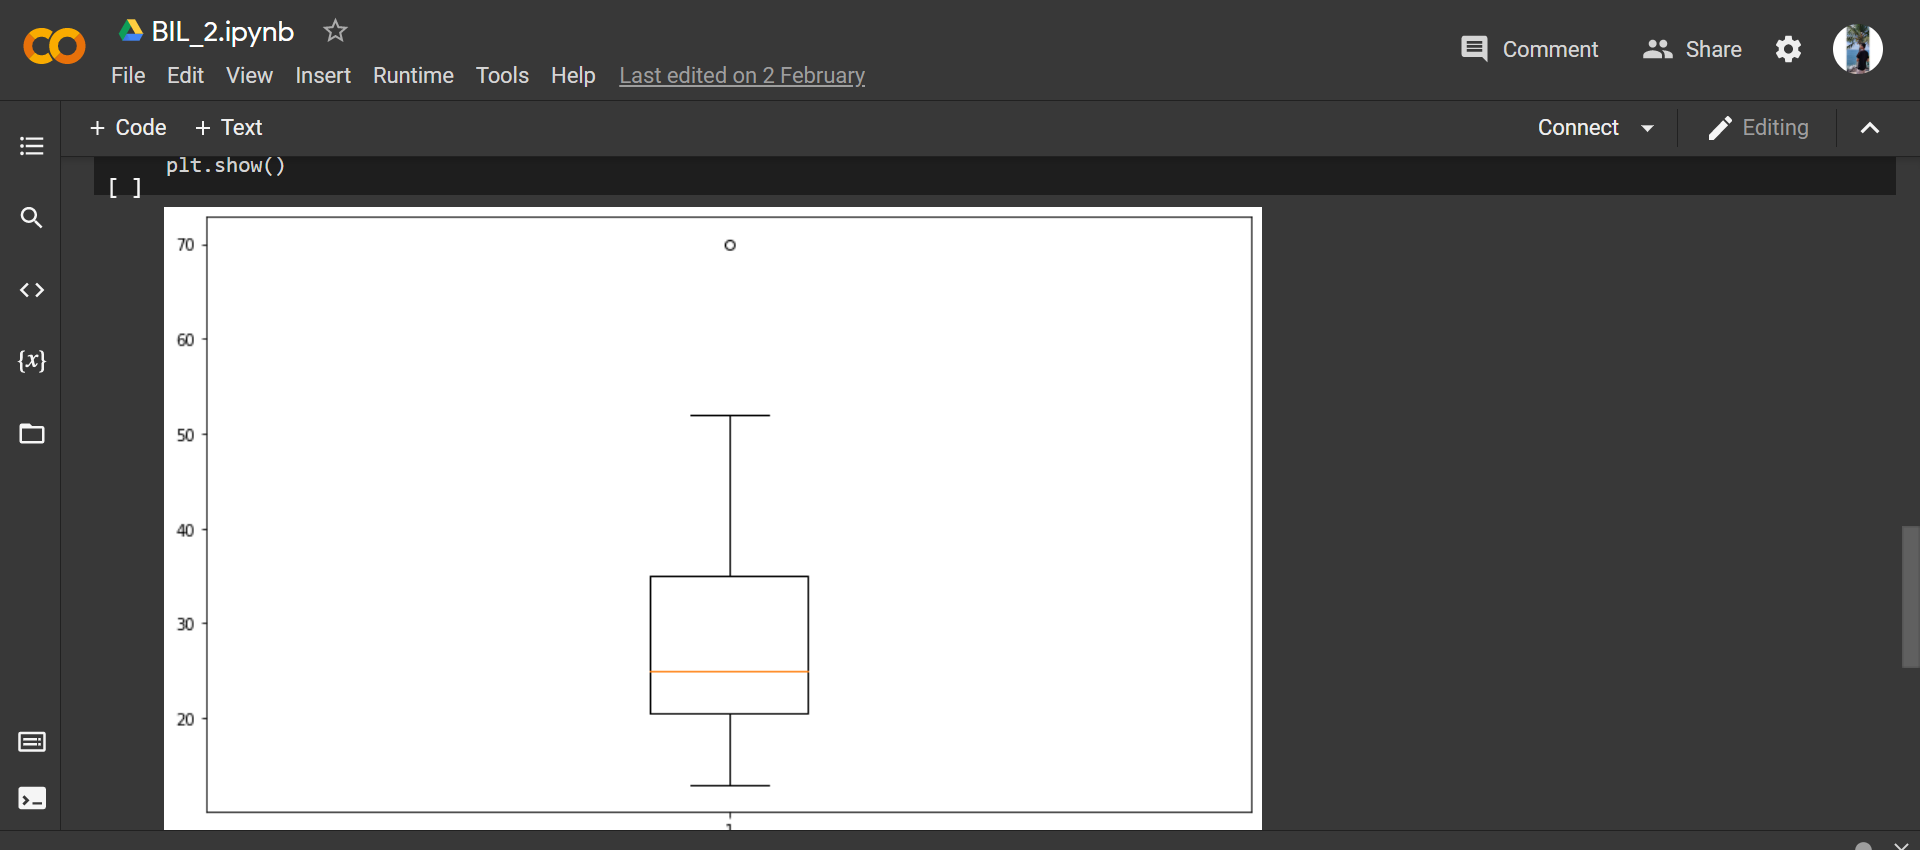 BIL_2.ipynb
Comment Share
File Edit View Insert Runtime Tools Help Last edited on 2 February
+ Code + Text Connect Editing
plt.show()
[ ]
70
60
50
40
30
20
{x}